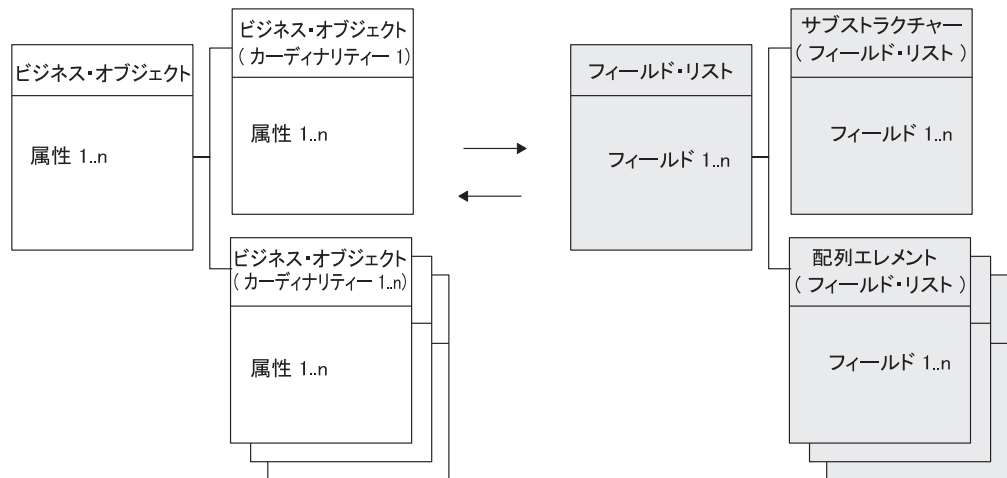 ビジネス・オブジェクト
属性 1..n
ビジネス・オブジェクト
( カーディナリティー 1)
属性 1..n
ビジネス・オブジェクト
( カーディナリティー 1..n)
属性 1..n
フィールド・リスト
フィールド 1..n
サブストラクチャー
( フィールド・リスト )
フィールド 1..n
配列エレメント
( フィールド・リスト )
フィールド 1..n